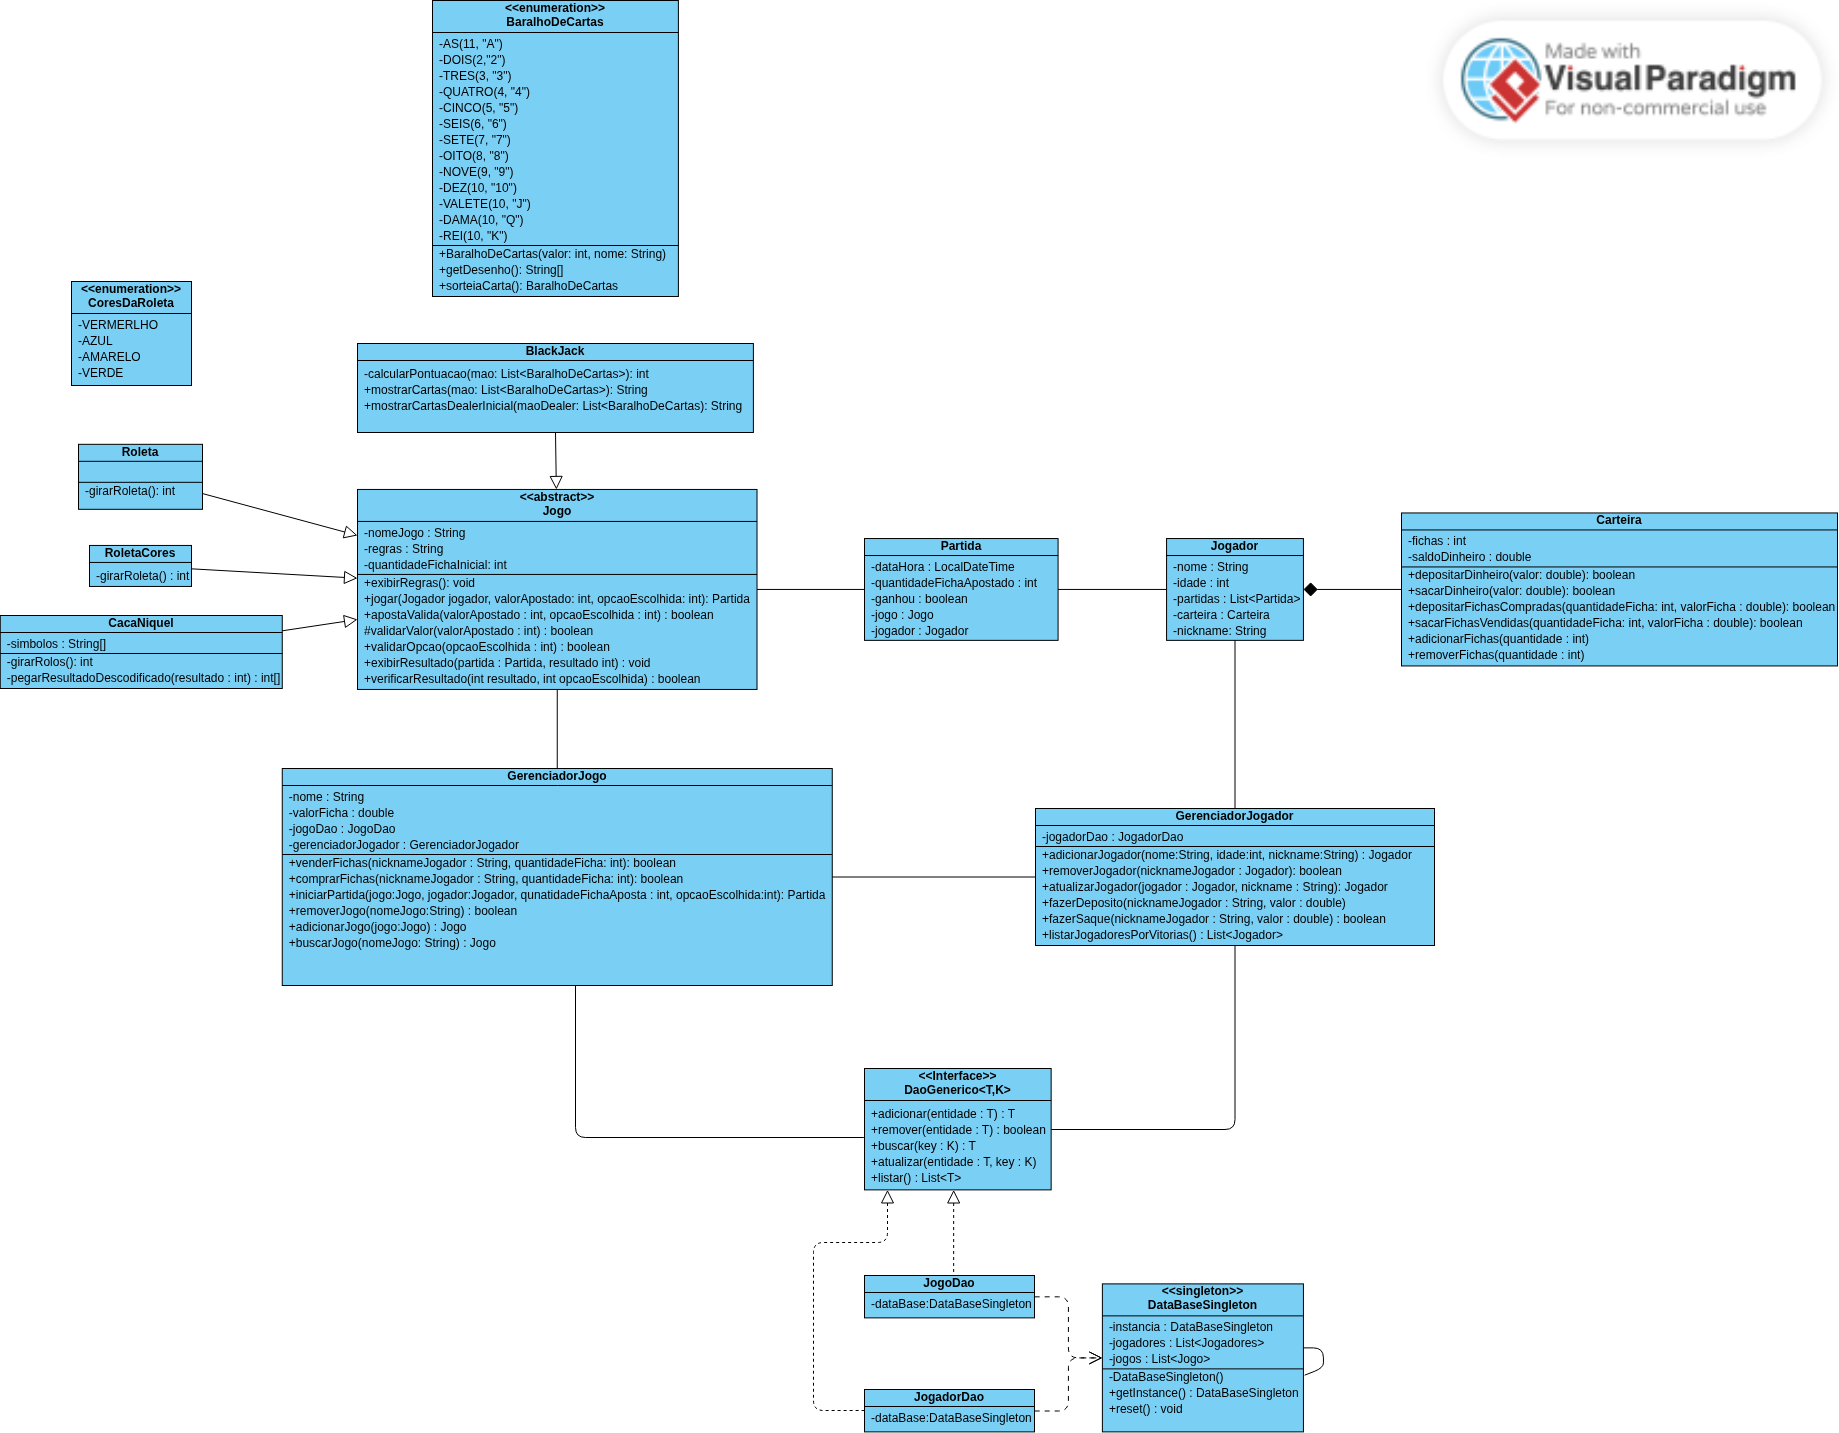 <<enumeration>>
BaralhoDeCartas
-AS(11, "A")
-DOIS(2,"2")
-TRES(3, "3")
-QUATRO(4, "4")
-CINCO(5, "5")
-SEIS(6, "6")
-SETE(7, "7")
-OITO(8, "8")
-NOVE(9, "9")
-DEZ(10, "10")
-VALETE(10, "J")
-DAMA(10, "Q")
-REI(10, "K")
+BaralhoDeCartas(valor: int, nome: String)
+getDesenho(): String[]
+sorteiaCarta(): BaralhoDeCartas
Made with
Visual Paradigm
For non-commercial use
<<enumeration>>
CoresDaRoleta
-VERMERLHO
-AZUL
-AMARELO
-VERDE
BlackJack
-calcularPontuacao(mao: List<BaralhoDeCartas>): int
+mostrarCartas(mao: List<BaralhoDeCartas>): String
+mostrarCartasDealerInicial(maoDealer: List<BaralhoDeCartas): String
Roleta
-girarRoleta(): int
RoletaCores
-girarRoleta() : int
CacaNiquel
-simbolos : String[]
-girarRolos(): int
-pegarResultadoDescodificado(resultado : int) : int[]
<<abstract>>
Jogo
-nomeJogo : String
-regras : String
-quantidadeFichaInicial: int
+exibirRegras(): void
+jogar(Jogador jogador, valorApostado: int, opcaoEscolhida: int): Partida
+apostaValida(valorApostado : int, opcaoEscolhida : int) : boolean
#validarValor(valorApostado : int) : boolean
+validarOpcao(opcaoEscolhida : int) : boolean
+exibirResultado(partida : Partida, resultado int) : void
+verificarResultado(int resultado, int opcaoEscolhida) : boolean
Partida
-dataHora : LocalDateTime
-quantidadeFichaApostado : int
-ganhou : boolean
-jogo : Jogo
-jogador : Jogador
Jogador
-nome : String
-idade : int
-partidas : List<Partida>
-carteira : Carteira
-nickname: String
Carteira
-fichas : int
-saldoDinheiro : double
+depositarDinheiro(valor: double): boolean
+sacarDinheiro(valor: double): boolean
+depositarFichasCompradas(quantidadeFicha: int, valorFicha : double): boolean
+sacarFichasVendidas(quantidadeFicha: int, valorFicha : double): boolean
+adicionarFichas(quantidade : int)
+removerFichas(quantidade : int)
GerenciadorJogo
-nome : String
-valorFicha : double
-jogoDao : JogoDao
-gerenciadorJogador : GerenciadorJogador
+venderFichas(nicknameJogador : String, quantidadeFicha: int): boolean
+comprarFichas(nicknameJogador : String, quantidadeFicha: int): boolean
+iniciarPartida(jogo:Jogo, jogador:Jogador, qunatidadeFichaAposta : int, opcaoEscolhida:int): Partida
+removerJogo(nomeJogo:String) : boolean
+adicionarJogo(jogo:Jogo) : Jogo
+buscarJogo(nomeJogo: String) : Jogo
GerenciadorJogador
-jogadorDao : JogadorDao
+adicionarJogador(nome:String, idade:int, nickname:String) : Jogador
+removerJogador(nicknameJogador : Jogador): boolean
+atualizarJogador(jogador : Jogador, nickname : String): Jogador
+fazerDeposito(nicknameJogador : String, valor : double)
+fazerSaque(nicknameJogador : String, valor : double) : boolean
+listarJogadoresPorVitorias() : List<Jogador>
<<Interface>>
DaoGenerico<T,K>
+adicionar(entidade : T) : T
+remover(entidade : T) : boolean
+buscar(key : K) : T
+atualizar(entidade : T, key : K)
+listar() : List<T>
JogoDao
-dataBase:DataBaseSingleton
JogadorDao
-dataBase:DataBaseSingleton
<<singleton>>
DataBaseSingleton
-instancia : DataBaseSingleton
-jogadores : List<Jogadores>
-jogos : List<Jogo>
-DataBaseSingleton()
+getInstance() : DataBaseSingleton
+reset() : void